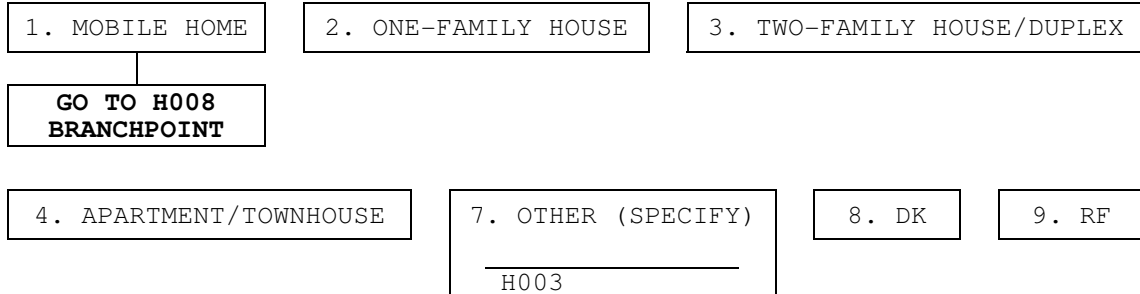 1. MOBILE HOME 2. ONE-FAMILY HOUSE 3. TWO-FAMILY HOUSE/DUPLEX
GO TO H008
BRANCHPOINT
4. APARTMENT/TOWNHOUSE 7. OTHER (SPECIFY) 8. DK 9. RF
H003